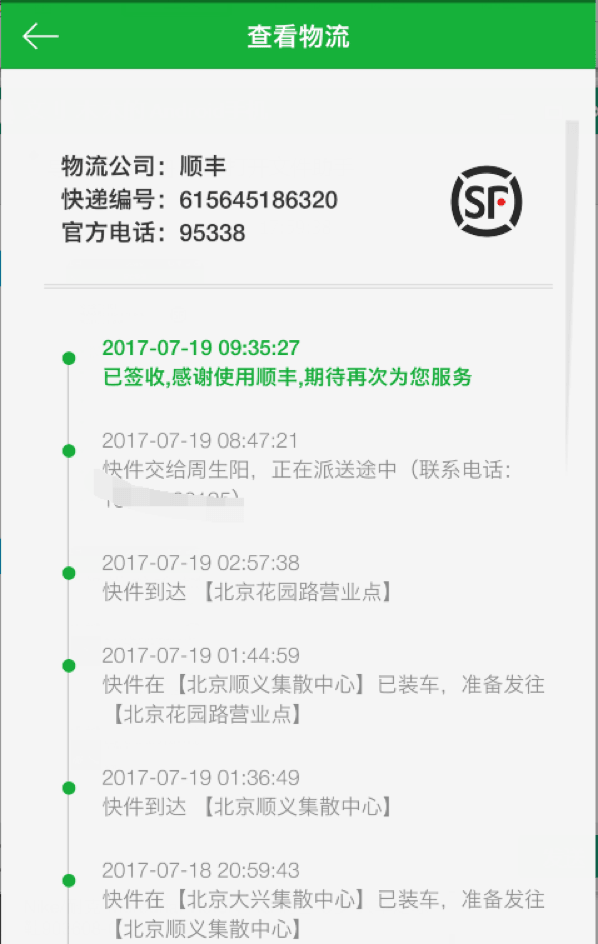 查看物流
物流公司：顺丰
快递编号：615645186320
官方电话：95338
SF
2017-07-19 09:35:27
已签收,感谢使用顺丰,期待再次为您服务
2017-07-19 08:47:21
快件交给周生阳，正在派送途中（联系电话：
2017-07-19 02:57:38
快件到达 【北京花园路营业点】
2017-07-19 01:44:59
快件在【北京顺义集散中心】已装车，准备发往
【北京花园路营业点】
2017-07-19 01:36:49
快件到达 【北京顺义集散中心】
2017-07-18 20:59:43
快件在【北京大兴集散中心】已装车，准备发往
【北京顺义集散中心】